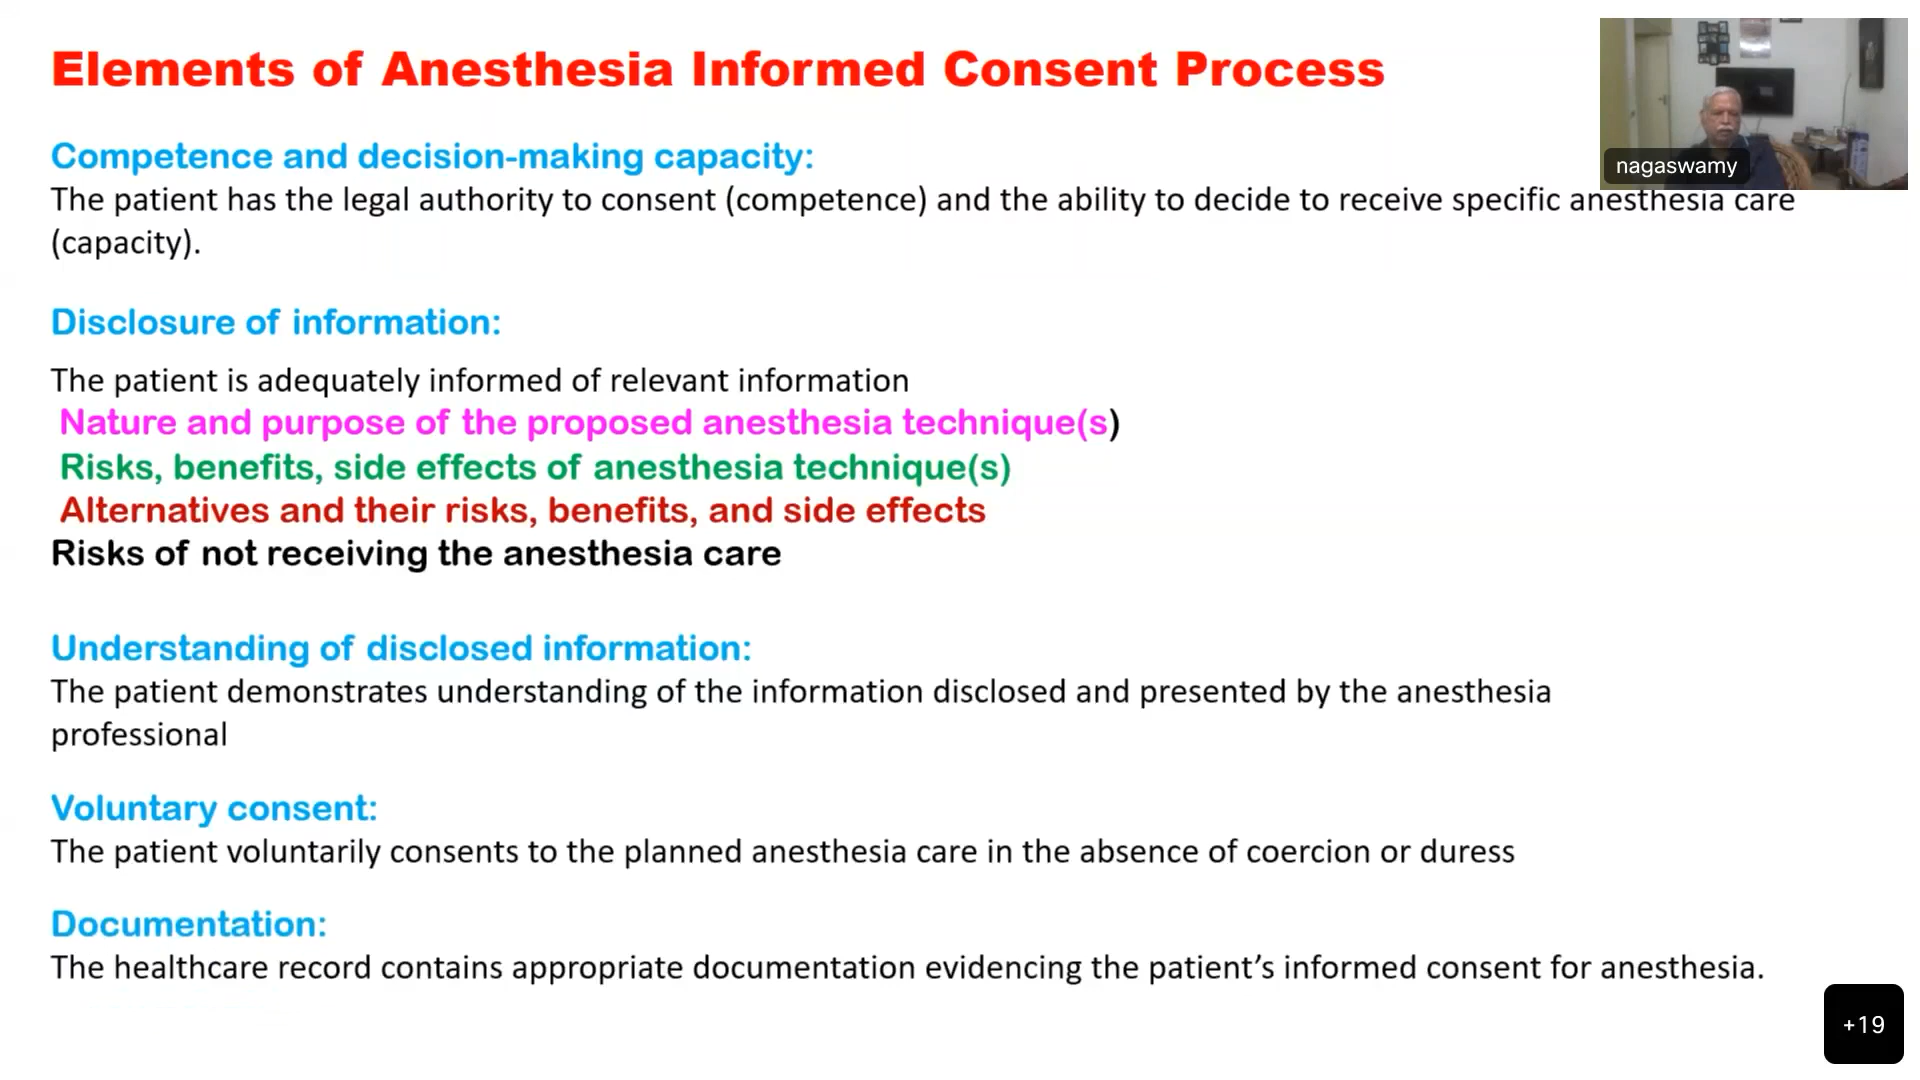 Elements of Anesthesia Informed Consent Process
nagaswamy
Competence and decision-making capacity:
The patient has the legal authority to consent (competence) and the ability to decide to receive specific anesthesia care
(capacity).
Disclosure of information:
The patient is adequately informed of relevant information
Nature and purpose of the proposed anesthesia technique(s)
Risks, benefits, side effects of anesthesia technique(s)
Alternatives and their risks, benefits, and side effects
Risks of not receiving the anesthesia care
Understanding of disclosed information:
The patient demonstrates understanding of the information disclosed and presented by the anesthesia
professional
Voluntary consent:
The patient voluntarily consents to the planned anesthesia care in the absence of coercion or duress
Documentation:
The healthcare record contains appropriate documentation evidencing the patient’s informed consent for anesthesia.
+19